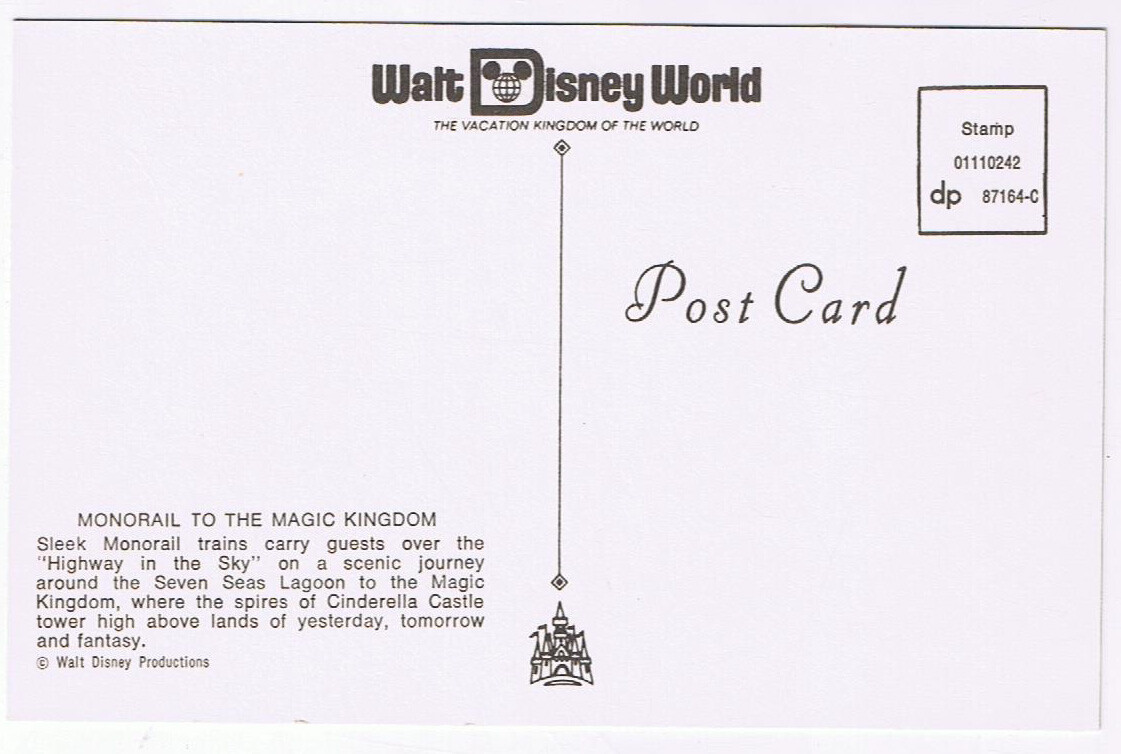 Walt Disney World
THE VACATION KINGDOM OF THE WORLD
Stamp
01110242
dp 87164-C
Post Card
MONORAIL TO THE MAGIC KINGDOM
Sleek Monorail trains carry guests over the
"Highway in the Sky" on a scenic journey
around the Seven Seas Lagoon to the Magic
Kingdom, where the spires of Cinderella Castle
tower high above lands of yesterday, tomorrow
and fantasy.
© Walt Disney Productions